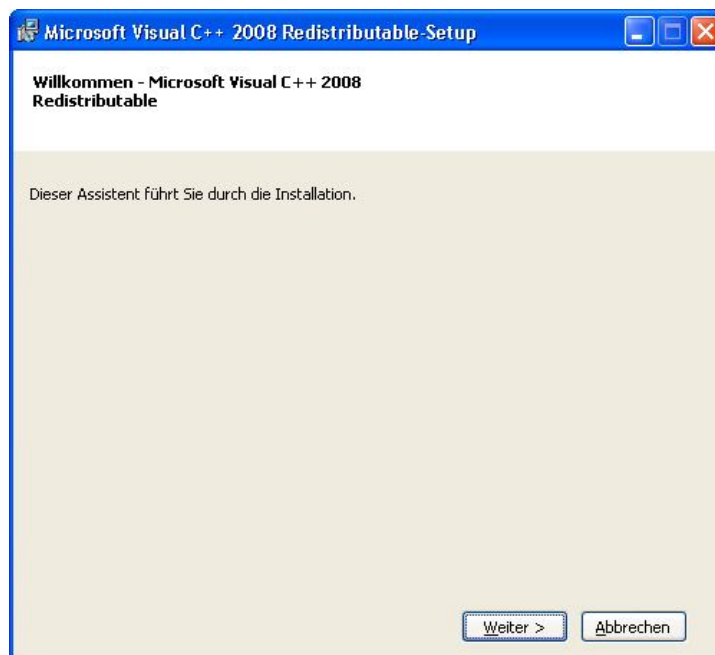 Microsoft Visual C++ 2008 Redistributable-Setup
Willkommen - Microsoft Visual C++ 2008
Redistributable
Dieser Assistent führt Sie durch die Installation.
Weiter > Abbrechen